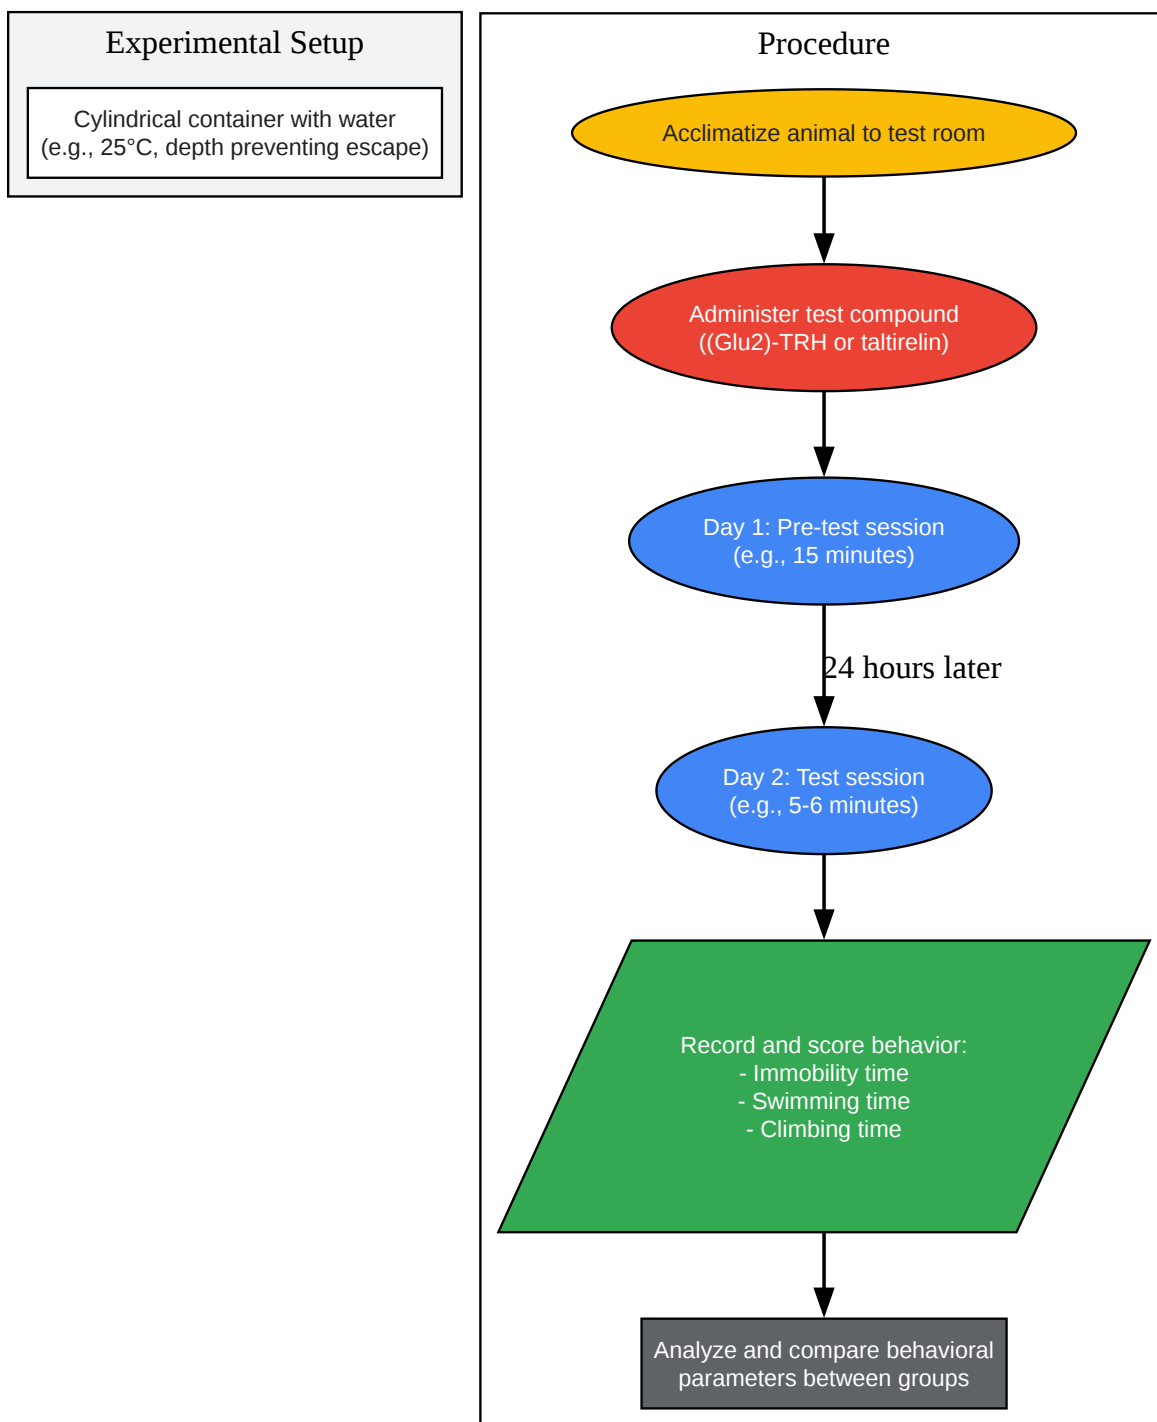 Experimental Setup
Cylindrical container with water
(e.g., 25°C, depth preventing escape)
Procedure
Acclimatize animal to test room
Administer test compound
((Glu2)-TRH or taltirelin)
Day 1: Pre-test session
(e.g., 15 minutes)
24 hours later
Day 2: Test session
(e.g., 5-6 minutes)
Record and score behavior:
- Immobility time
- Swimming time
- Climbing time
Analyze and compare behavioral
parameters between groups